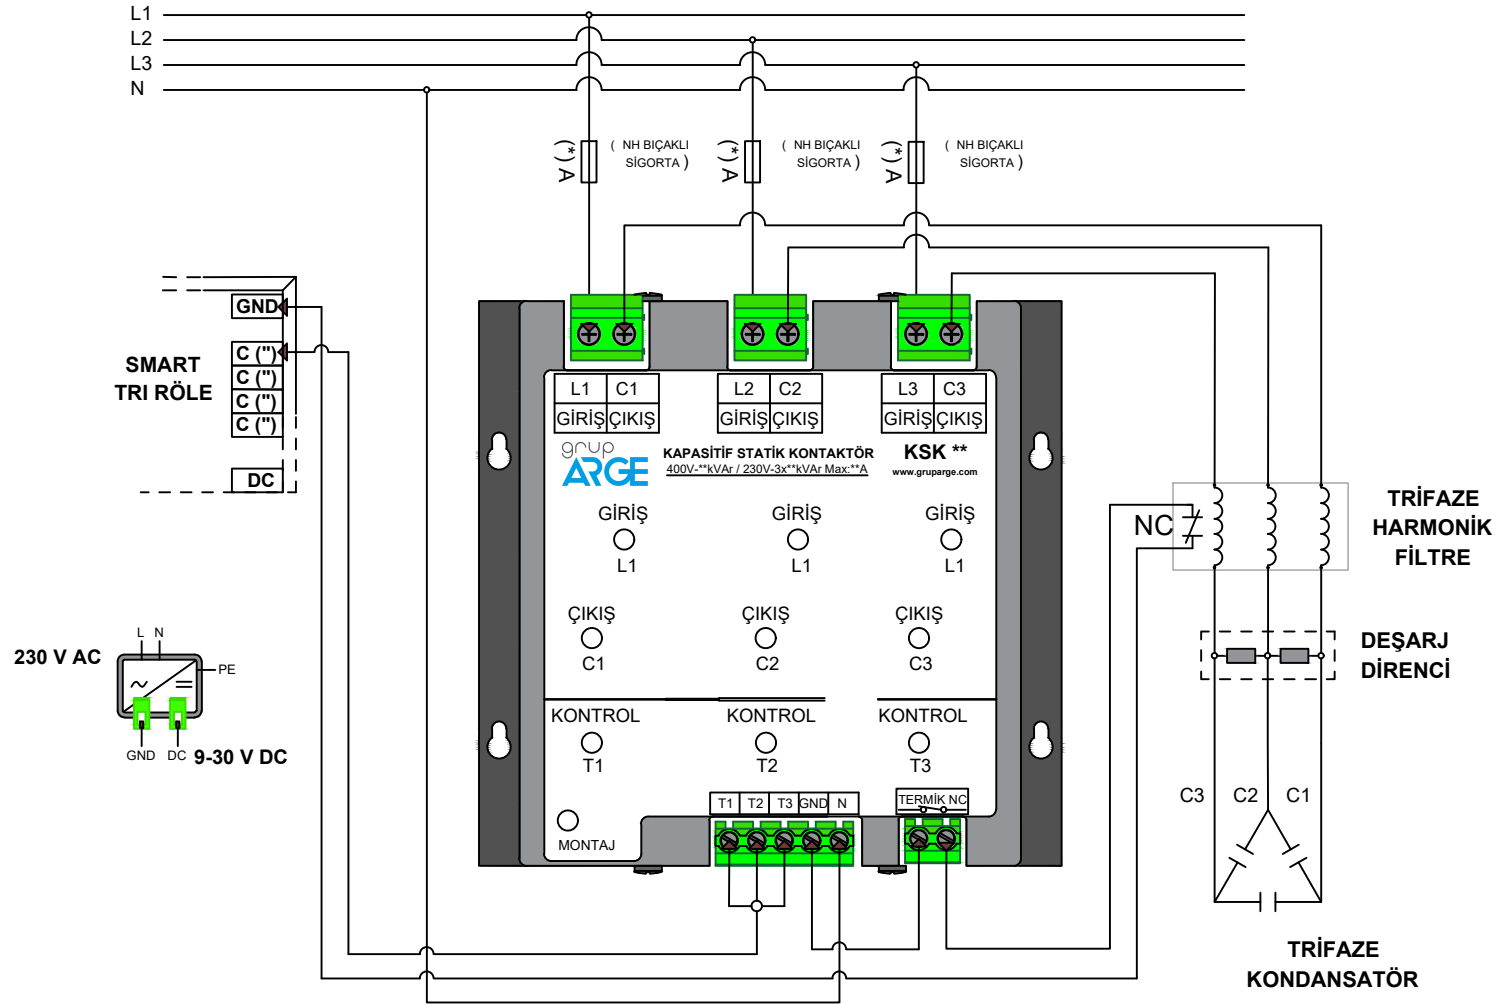 L1
L2
L3
N
(*) A
( NH BIÇAKLI
SİGORTA )
(*) A
( NH BIÇAKLI
SİGORTA )
(*) A
( NH BIÇAKLI
SİGORTA )
SMART
TRI RÖLE
GND
C (")
C (")
C (")
C (")
DC
L1 C1
GİRİŞ ÇIKIŞ
L2 C2
GİRİŞ ÇIKIŞ
L3 C3
GİRİŞ ÇIKIŞ
grup
ARGE
KAPASİTİF STATİK KONTAKTÖR
400V-**kVAr / 230V-3x**kVAr Max:**A
KSK **
www.gruparge.com
GİRİŞ
L1
GİRİŞ
L1
GİRİŞ
L1
ÇIKIŞ
C1
ÇIKIŞ
C2
ÇIKIŞ
C3
KONTROL
T1
KONTROL
T2
KONTROL
T3
MONTAJ
T1 T2 T3 GND N
TERMİK NC
230 V AC
L N
PE
GND DC
9-30 V DC
NC
TRİFAZE
HARMONİK
FİLTRE
DEŞARJ
DİRENCİ
C3 C2 C1
TRİFAZE
KONDANSATÖR